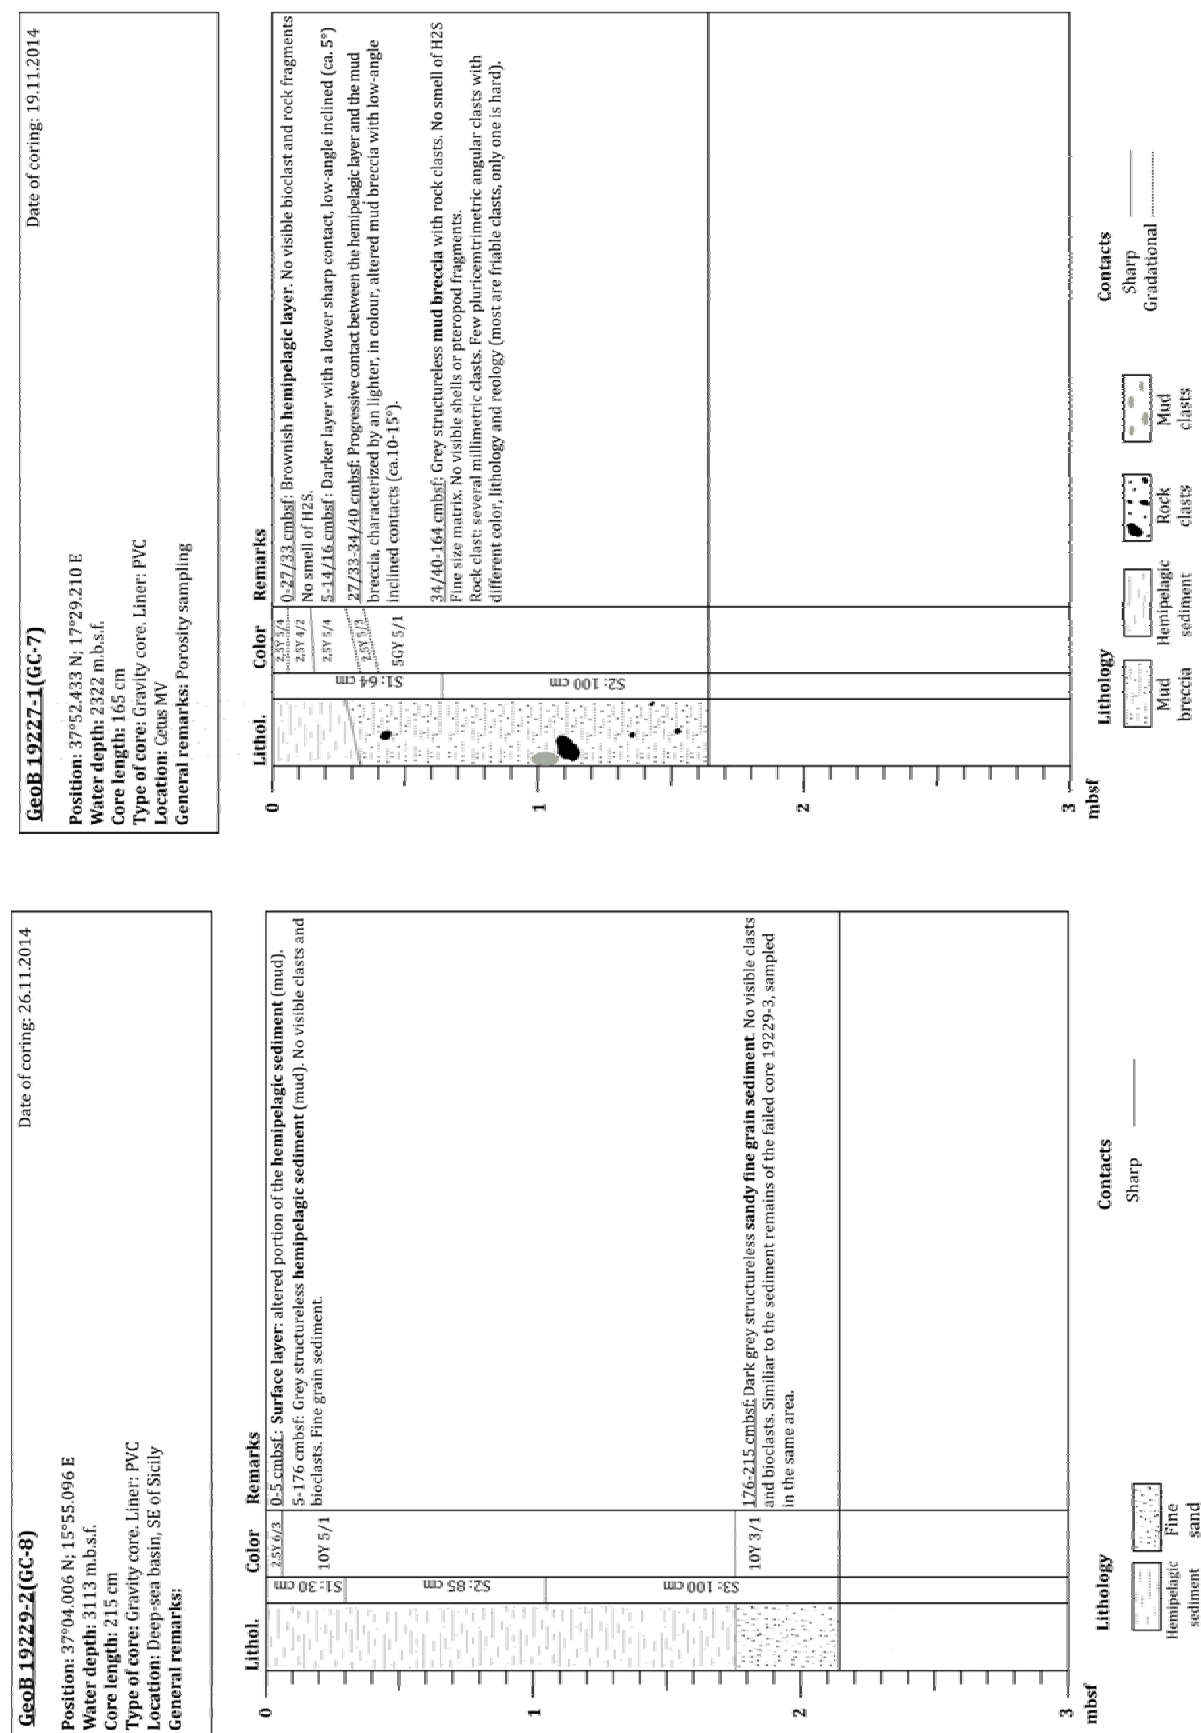 GeoB 19227-1(GC-7)
Date of coring: 19.11.2014
Position: 37°52.433 N; 17°29.210 E
Water depth: 2322 m.b.s.f.
Core length: 165 cm
Type of core: Gravity core. Liner: PVC
Location: Cetus MV
General remarks: Porosity sampling
Lithol.
Color
Remarks
0
1
2
3
mbsf
S1: 64 cm
S2: 100 cm
2,5Y 5/4
2,5Y 4/2
2,5Y 5/4
2,5Y 5/3
5GY 5/1
0-27/33 cmbsf: Brownish hemipelagic layer. No visible bioclast and rock fragments
No smell of H2S.
5-14/16 cmbsf: Darker layer with a lower sharp contact, low-angle inclined (ca. 5°)
27/33-34/40 cmbsf: Progressive contact between the hemipelagic layer and the mud
breccia, characterized by an lighter, in colour, altered mud breccia with low-angle
inclined contacts (ca.10-15°).
34/40-164 cmbsf: Grey structureless mud breccia with rock clasts. No smell of H2S
Fine size matrix. No visible shells or pteropod fragments.
Rock clast: several millimetric clasts. Few pluricemtrimetric angular clasts with
different color, lithology and reology (most are friable clasts, only one is hard).
Lithology
Mud
breccia
Hemipelagic
sediment
Rock
clasts
Mud
clasts
Contacts
Sharp
Gradational
GeoB 19229-2(GC-8)
Date of coring: 26.11.2014
Position: 37°04.006 N; 15°55.096 E
Water depth: 3113 m.b.s.f.
Core length: 215 cm
Type of core: Gravity core. Liner: PVC
Location: Deep-sea basin, SE of Sicily
General remarks:
Lithol.
Color
Remarks
0
1
2
3
mbsf
S1: 30 cm
S2: 85 cm
S3: 100 cm
2.5Y 6/3
10Y 5/1
10Y 3/1
0-5 cmbsf: Surface layer: altered portion of the hemipelagic sediment (mud).
5-176 cmbsf: Grey structureless hemipelagic sediment (mud). No visible clasts and
bioclasts. Fine grain sediment.
176-215 cmbsf: Dark grey structureless sandy fine grain sediment. No visible clasts
and bioclasts. Similiar to the sediment remains of the failed core 19229-3, sampled
in the same area.
Lithology
Hemipelagic
sediment
Fine
sand
Contacts
Sharp